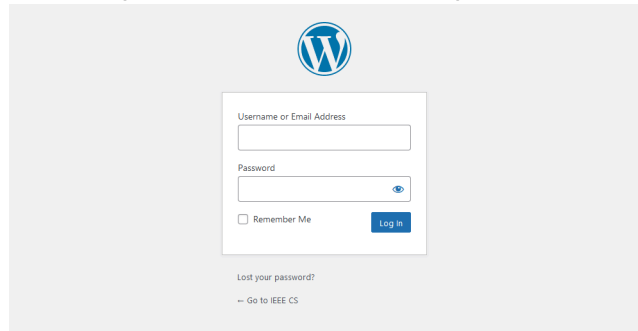 Username or Email Address
Password
Remember Me
Log In
Lost your password?
← Go to IEEE CS